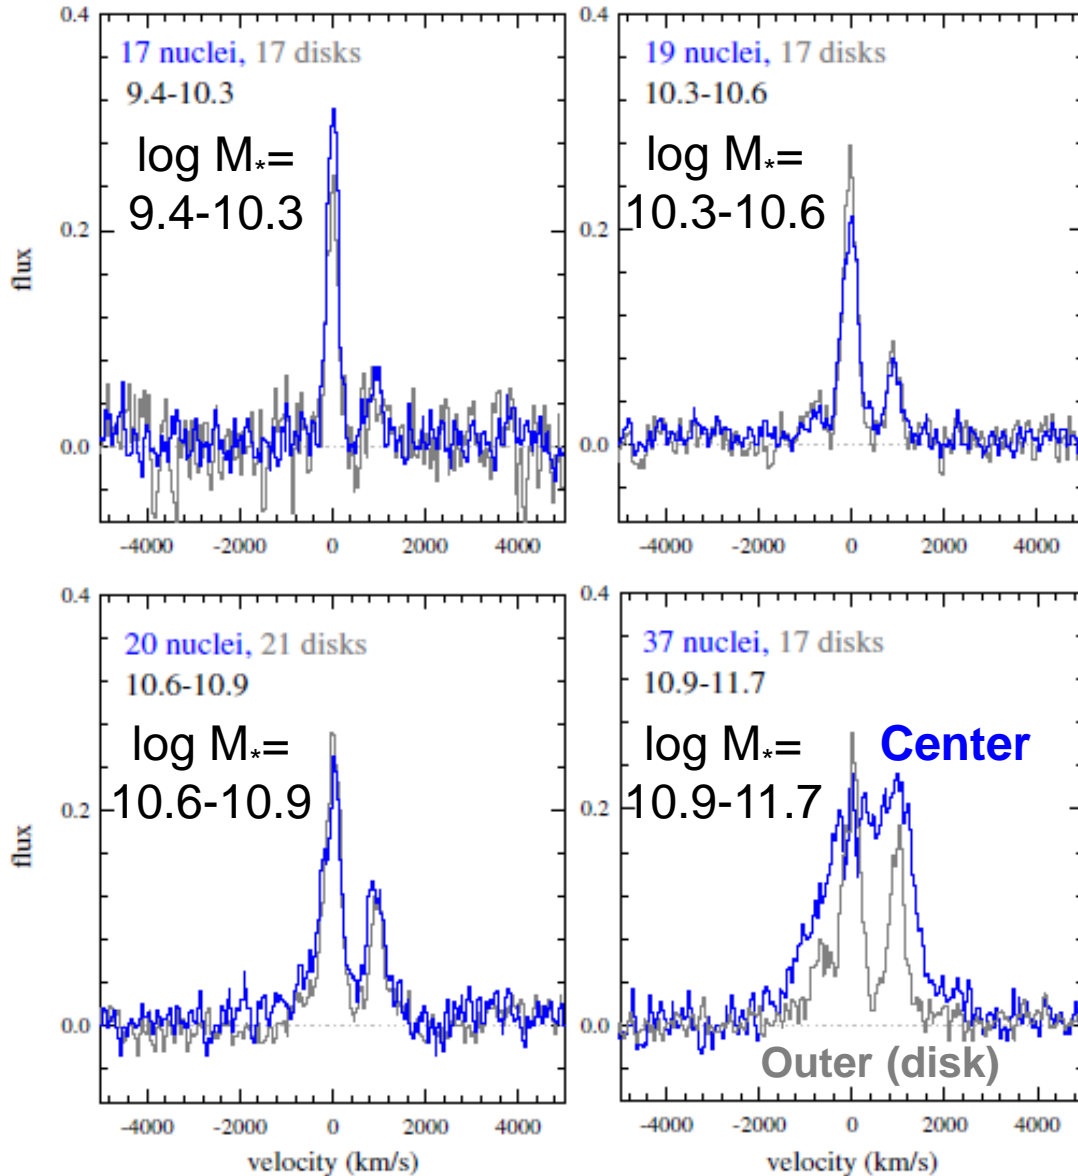 0.4
17 nuclei, 17 disks
9.4-10.3
log M*=
9.4-10.3
0.2
flux
0.0
-4000 -2000 0 2000 4000
19 nuclei, 17 disks
10.3-10.6
log M*=
10.3-10.6
0.2
0.0
-4000 -2000 0 2000 4000
0.4
20 nuclei, 21 disks
10.6-10.9
log M*=
10.6-10.9
0.2
flux
0.0
-4000 -2000 0 2000 4000
velocity (km/s)
0.4
37 nuclei, 17 disks
10.9-11.7
log M*=
10.9-11.7
Center
0.2
0.0
Outer (disk)
-4000 -2000 0 2000 4000
velocity (km/s)